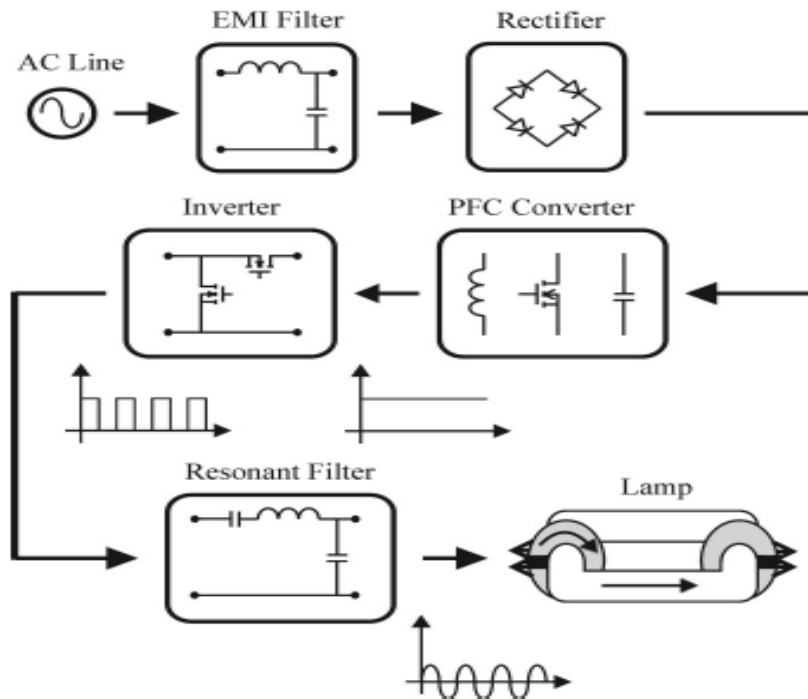 EMI Filter
Rectifier
AC Line
Inverter
PFC Converter
Resonant Filter
Lamp